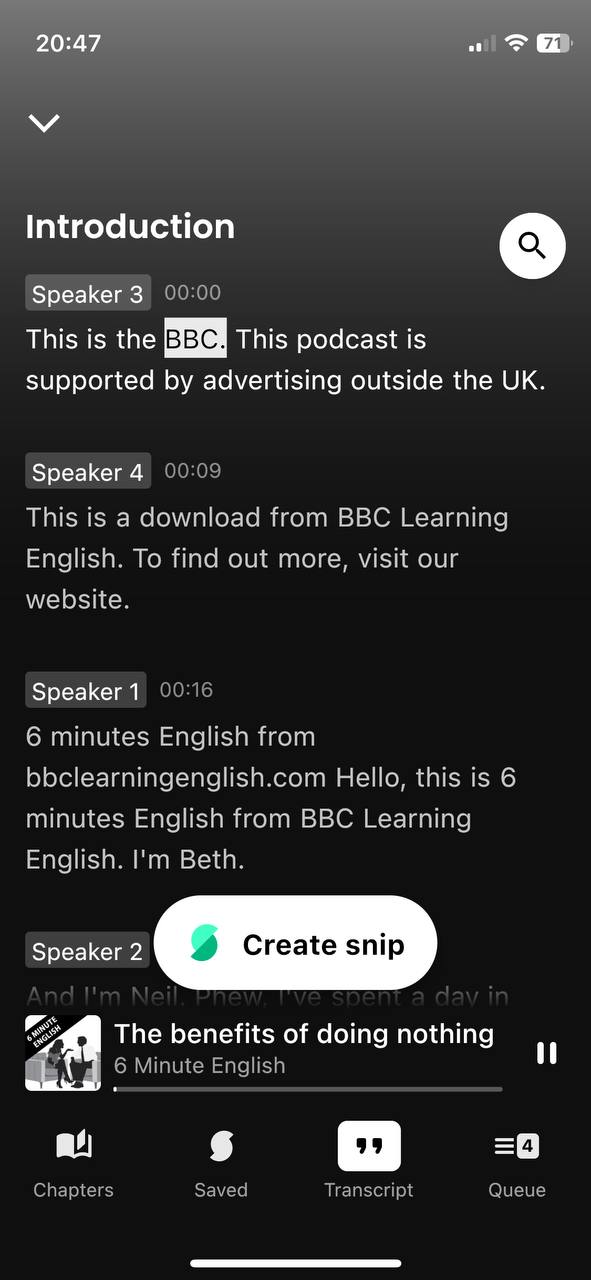 20:47
71
Introduction
Speaker 3 00:00
This is the BBC. This podcast is
supported by advertising outside the UK.
Speaker 4 00:09
This is a download from BBC Learning
English. To find out more, visit our
website.
Speaker 1 00:16
6 minutes English from
bbclearningenglish.com Hello, this is 6
minutes English from BBC Learning
English. I'm Beth.
Speaker 2
Create snip
And I'm Neil. Phew, I've spent a day in
6 MINUTE
ENGLISH
The benefits of doing nothing
6 Minute English
Chapters
Saved
Transcript
4
Queue